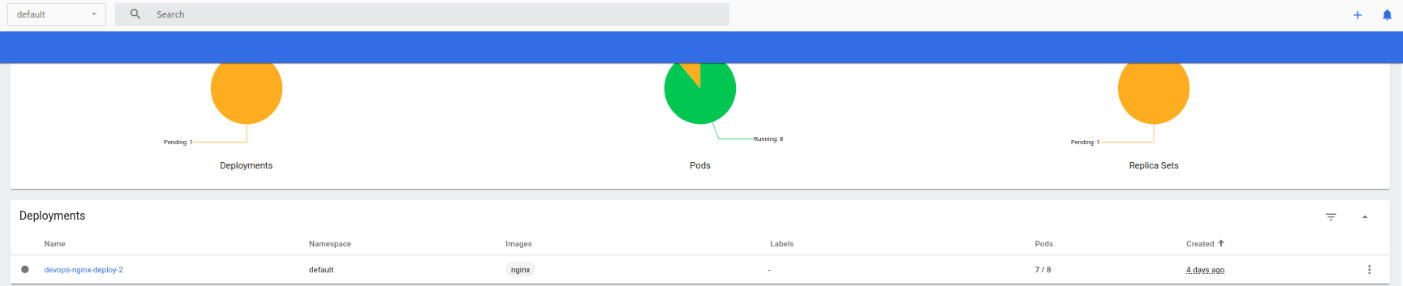 default
Search
Pending: 1
Running: 8
Pending: 1
Deployments
Pods
Replica Sets
Deployments
Name Namespace Images Labels Pods Created
devops-nginx-deploy-2 default nginx - 7 / 8 4 days ago